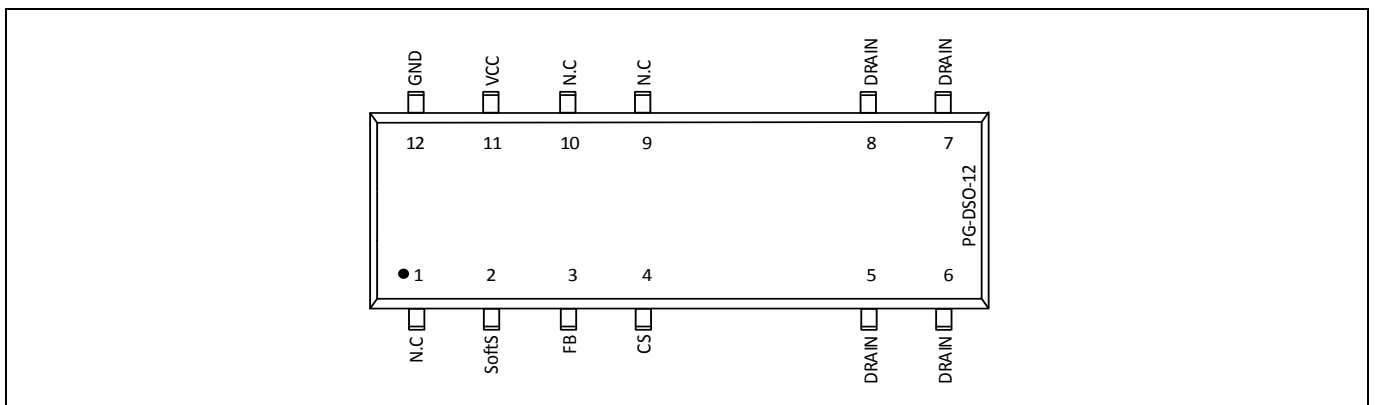 GND VCC N.C N.C DRAIN DRAIN
12 11 10 9 8 7
PG-DSO-12
1 2 3 4 5 6
N.C SoftS FB CS DRAIN DRAIN